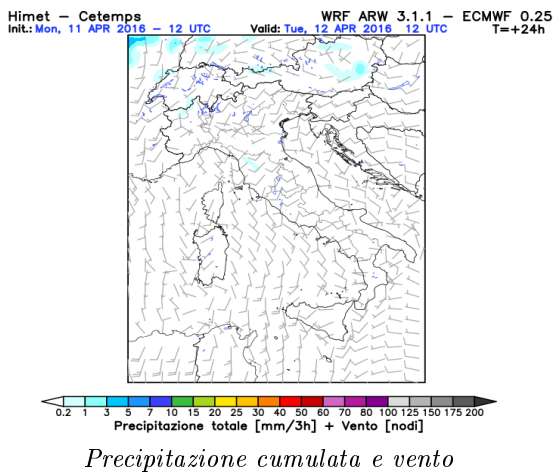 Himet – Cetemps WRF ARW 3.1.1 – ECMWF 0.25
Init.: Mon, 11 APR 2016 – 12 UTC Valid: Tue, 12 APR 2016 12 UTC T=+24h
0.2 1 3 5 7 10 15 20 25 30 40 50 60 70 80 100 125 150 175 200
Precipitazione totale [mm/3h] + Vento [nodi]
Precipitazione cumulata e vento